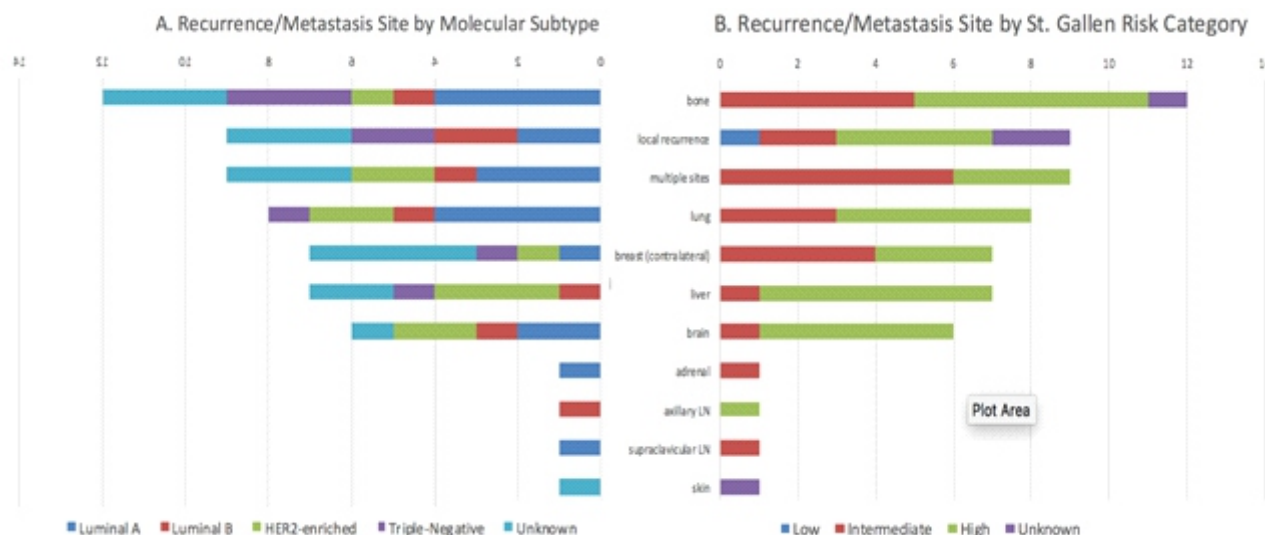 A. Recurrence/Metastasis Site by Molecular Subtype
B. Recurrence/Metastasis Site by St. Gallen Risk Category
14 12 10 8 6 4 2 0
0 2 4 6 8 10 12
bone
local recurrence
multiple sites
lung
breast (contralateral)
liver
brain
adrenal
axillary LN
supraclavicular LN
skin
Plot Area
Luminal A Luminal B HER2-enriched Triple-Negative Unknown
Low Intermediate High Unknown